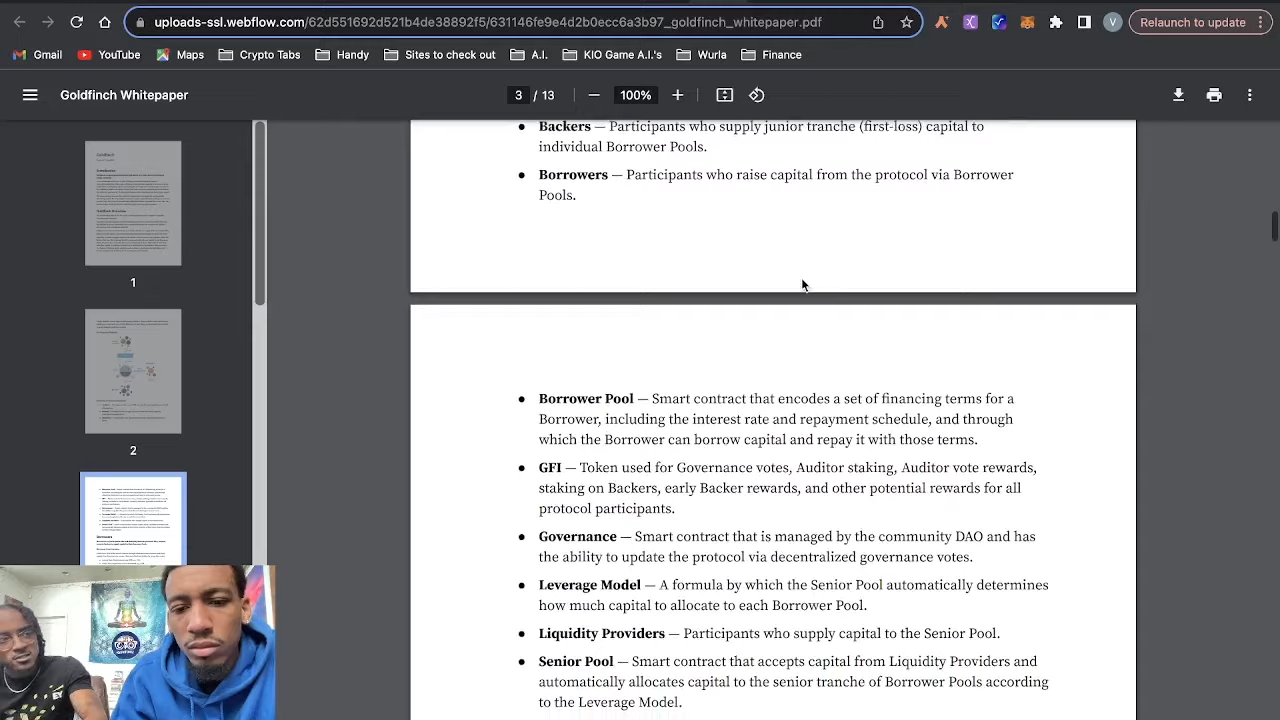 uploads-ssl.webflow.com/62d551692d521b4de38892f5/631146fe9e4d2b0ecc6a3b97_goldfinch_whitepaper.pdf
V
Relaunch to update
Gmail YouTube Maps Crypto Tabs Handy Sites to check out A.I. KIO Game A.I.'s Wurla Finance
Goldfinch Whitepaper
3 / 13
100%
1
2
• Backers — Participants who supply junior tranche (first-loss) capital to
individual Borrower Pools.
• Borrowers — Participants who raise capital from the protocol via Borrower
Pools.
• Borrower Pool — Smart contract that encodes a set of financing terms for a
Borrower, including the interest rate and repayment schedule, and through
which the Borrower can borrow capital and repay it with those terms.
• GFI — Token used for Governance votes, Auditor staking, Auditor vote rewards,
staking on Backers, early Backer rewards, and other potential rewards for all
protocol participants.
• Governance — Smart contract that is managed by the community DAO and has
the ability to update the protocol via decentralized governance votes.
• Leverage Model — A formula by which the Senior Pool automatically determines
how much capital to allocate to each Borrower Pool.
• Liquidity Providers — Participants who supply capital to the Senior Pool.
• Senior Pool — Smart contract that accepts capital from Liquidity Providers and
automatically allocates capital to the senior tranche of Borrower Pools according
to the Leverage Model.